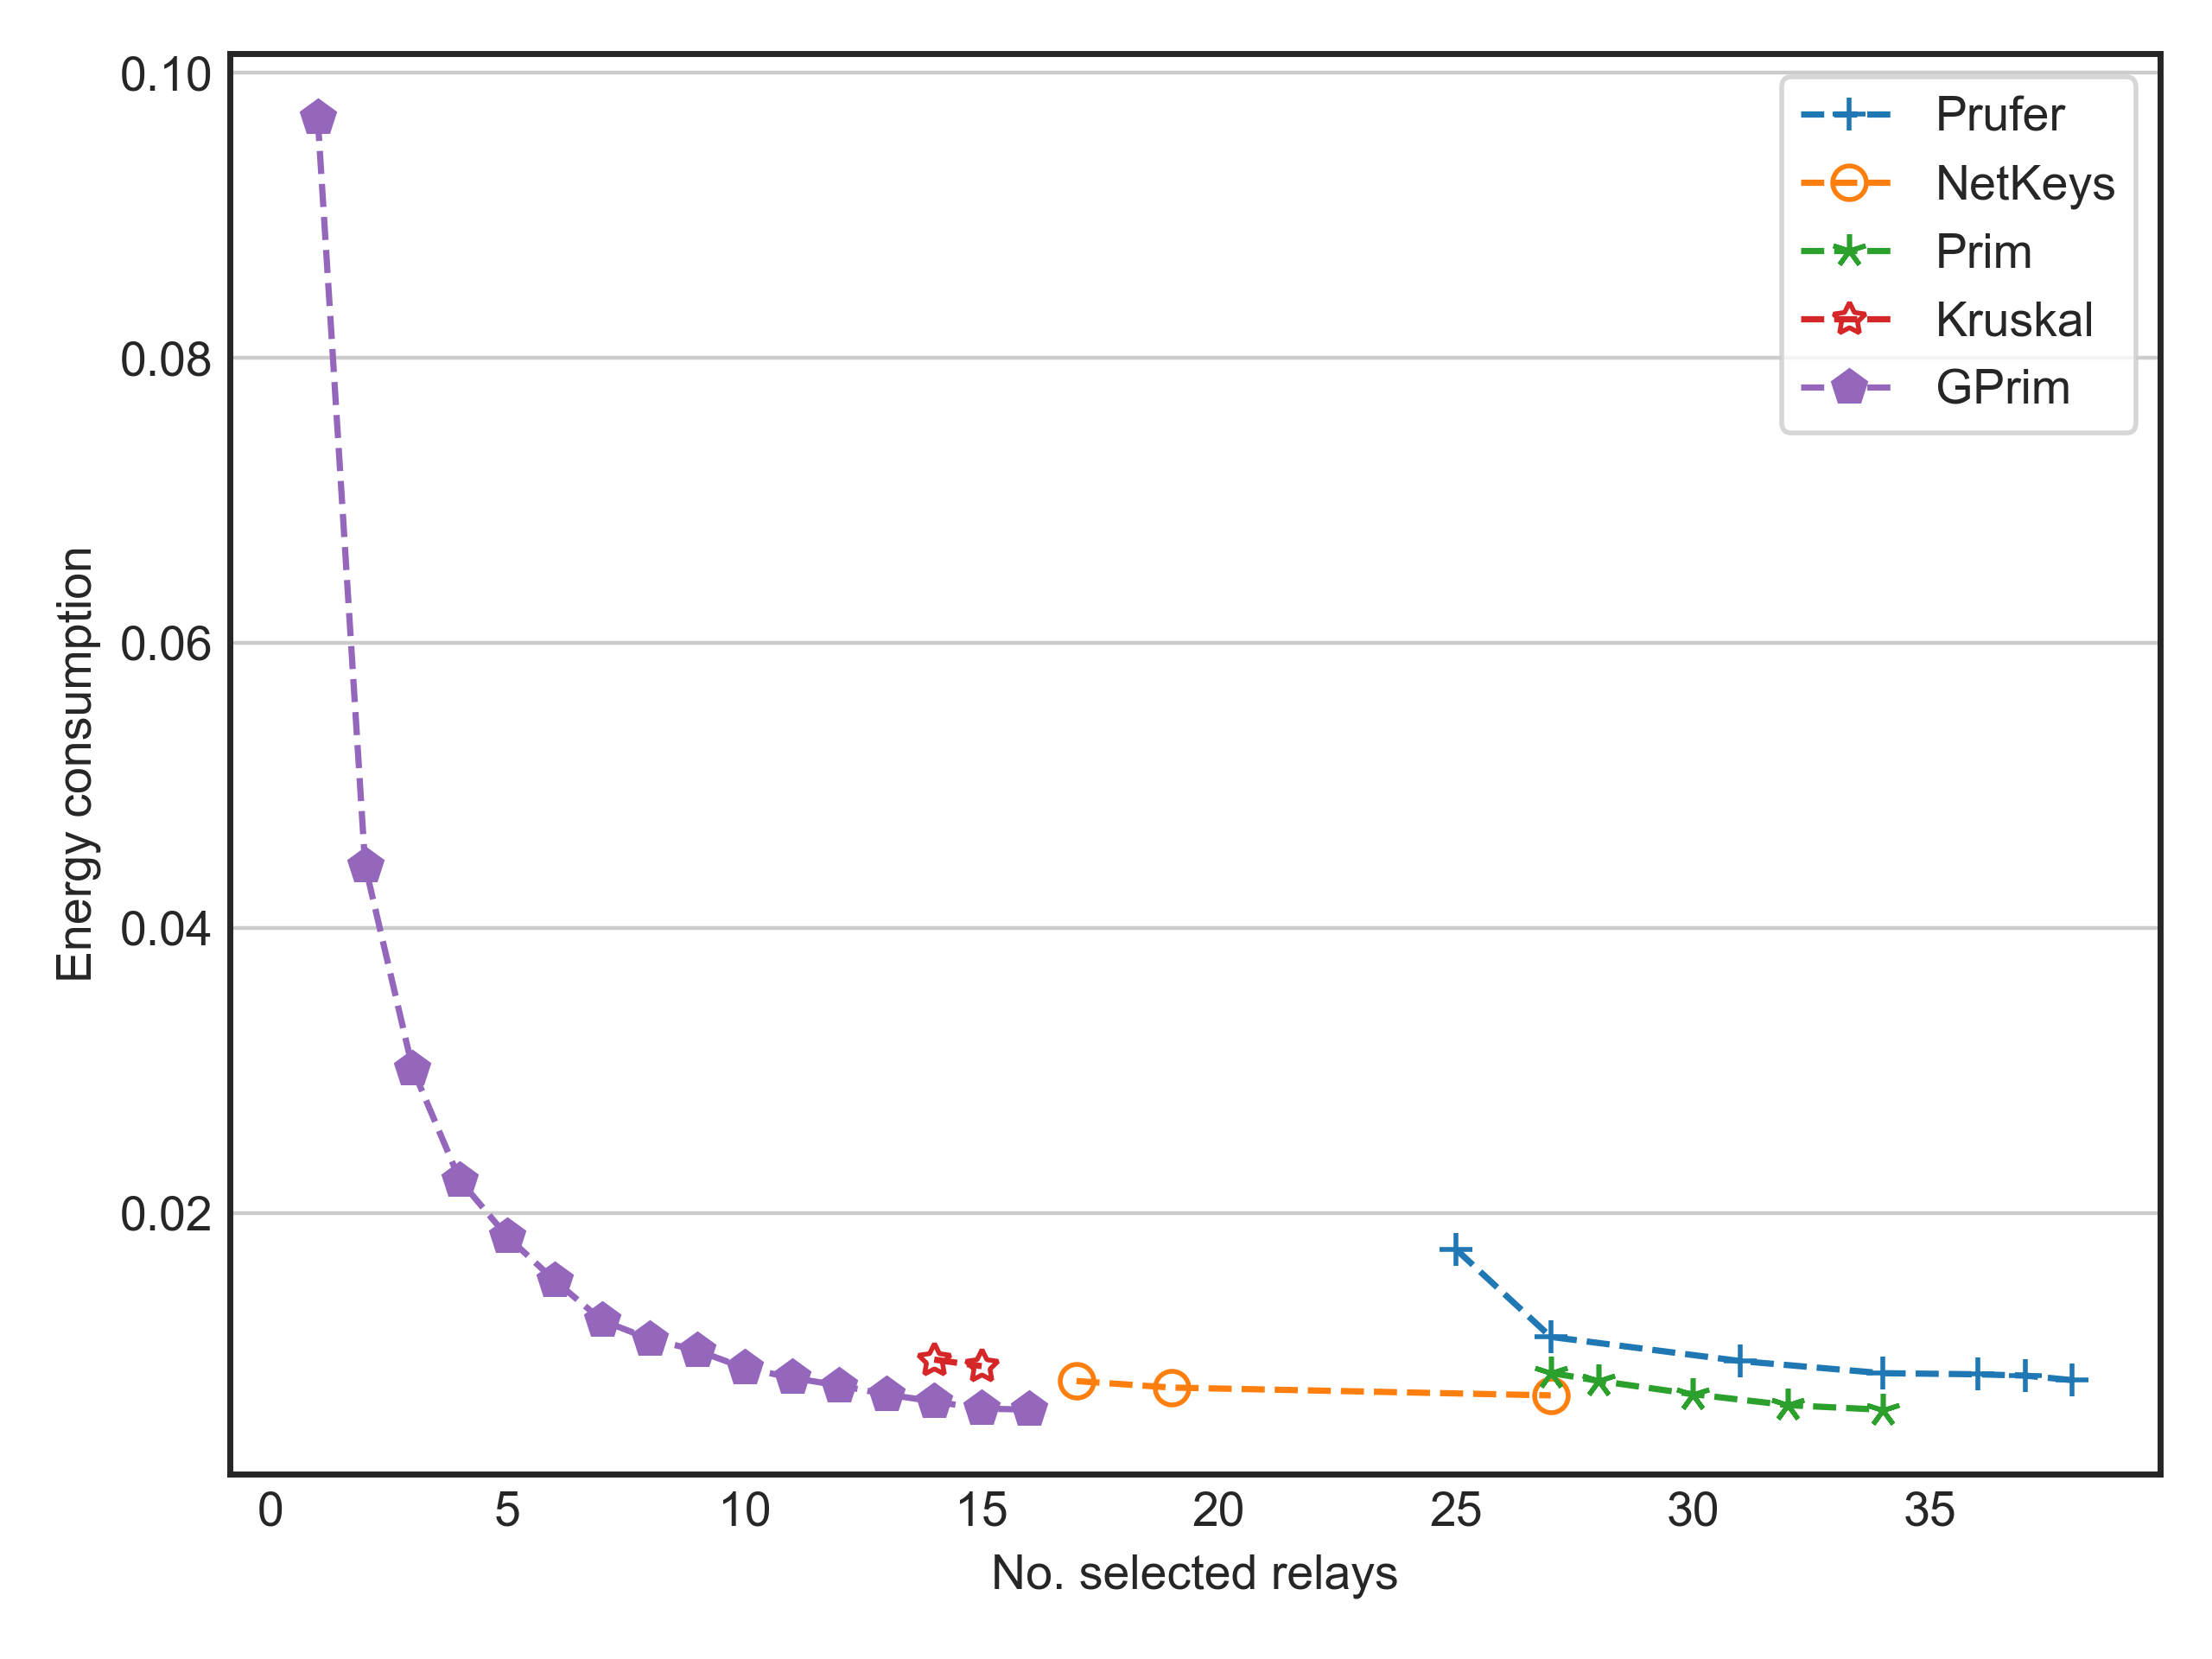 0.10
0.08
0.06
0.04
0.02
Energy consumption
0 5 10 15 20 25 30 35
No. selected relays
Prufer
NetKeys
Prim
Kruskal
GPrim